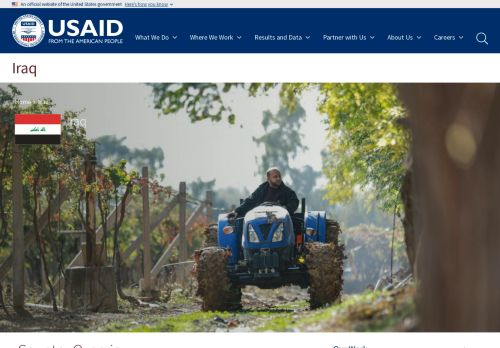 An official website of the United States government Here's how you know
USAID
FROM THE AMERICAN PEOPLE
What We Do
Where We Work
Results and Data
Partner with Us
About Us
Careers
Iraq
Home
Iraq